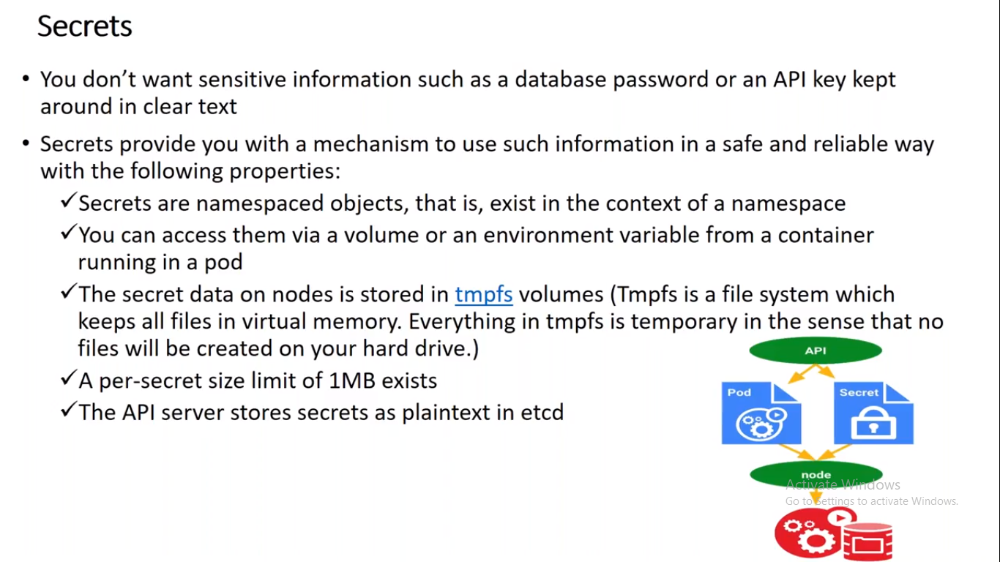 Secrets
• You don’t want sensitive information such as a database password or an API key kept
around in clear text
• Secrets provide you with a mechanism to use such information in a safe and reliable way
with the following properties:
✓Secrets are namespaced objects, that is, exist in the context of a namespace
✓You can access them via a volume or an environment variable from a container
running in a pod
✓The secret data on nodes is stored in tmpfs volumes (Tmpfs is a file system which
keeps all files in virtual memory. Everything in tmpfs is temporary in the sense that no
files will be created on your hard drive.)
✓A per-secret size limit of 1MB exists
✓The API server stores secrets as plaintext in etcd
API
Pod
Secret
node
Activate Windows
Go to Settings to activate Windows.